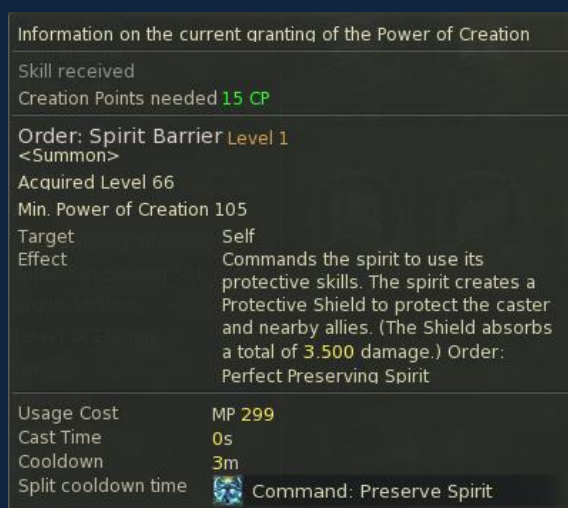 Information on the current granting of the Power of Creation
Skill received
Creation Points needed 15 CP
Order: Spirit Barrier Level 1
<Summon>
Acquired Level 66
Min. Power of Creation 105
Target Self
Effect Commands the spirit to use its
protective skills. The spirit creates a
Protective Shield to protect the caster
and nearby allies. (The Shield absorbs
a total of 3.500 damage.) Order:
Perfect Preserving Spirit
Usage Cost MP 299
Cast Time 0s
Cooldown 3m
Split cooldown time Command: Preserve Spirit